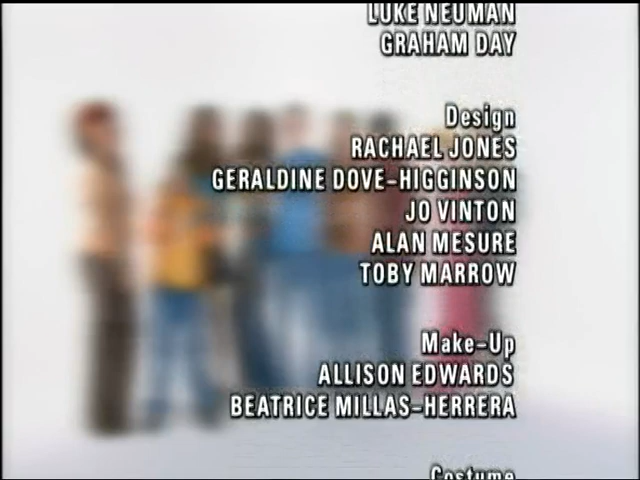 LUKE NEUMAN
GRAHAM DAY
Design
RACHAEL JONES
GERALDINE DOVE-HIGGINSON
JO VINTON
ALAN MESURE
TOBY MARROW
Make-Up
ALLISON EDWARDS
BEATRICE MILLAS-HERRERA
Costume